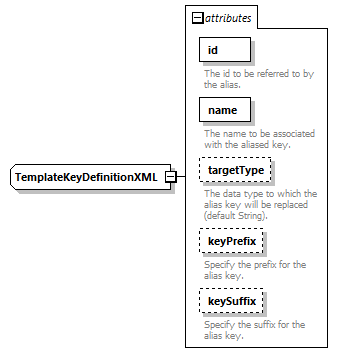 attributes
id
The id to be referred to by
the alias.
name
The name to be associated
with the aliased key.
TemplateKeyDefinitionXML
targetType
The data type to which the
alias key will be replaced
(default String).
keyPrefix
Specify the prefix for the
alias key.
keySuffix
Specify the suffix for the
alias key.